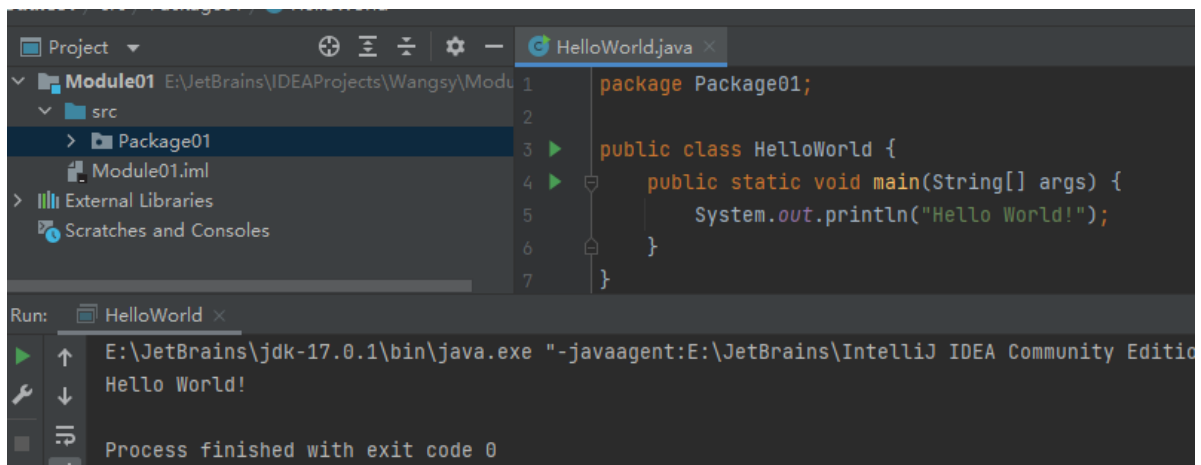 Project
Module01 E:\JetBrains\IDEAProjects\Wangsy\Modu
src
Package01
Module01.iml
External Libraries
Scratches and Consoles
HelloWorld.java
1 package Package01;
2
3 public class HelloWorld {
4 public static void main(String[] args) {
5 System.out.println("Hello World!");
6 }
7 }
Run: HelloWorld
E:\JetBrains\jdk-17.0.1\bin\java.exe "-javaagent:E:\JetBrains\IntelliJ IDEA Community Editio
Hello World!
Process finished with exit code 0